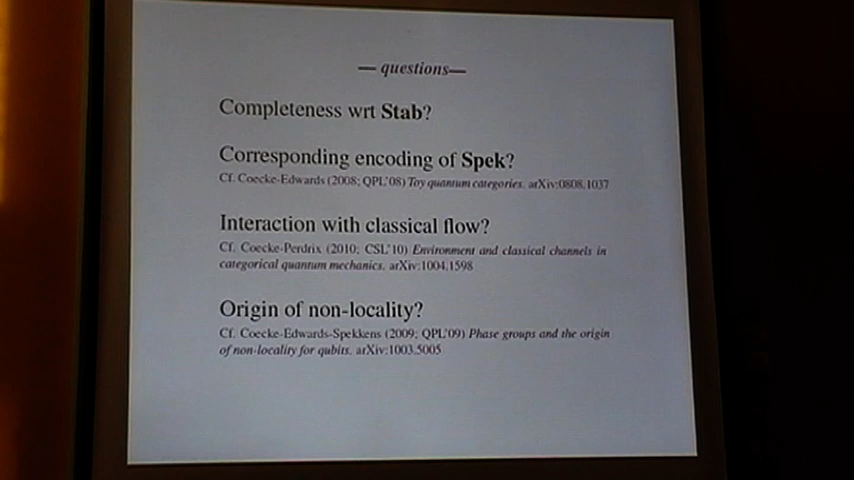 — questions—
Completeness wrt Stab?
Corresponding encoding of Spek?
Cf. Coecke-Edwards (2008; QPL'08) Toy quantum categories. arXiv:0808.1037
Interaction with classical flow?
Cf. Coecke-Perdrix (2010; CSL'10) Environment and classical channels in
categorical quantum mechanics. arXiv:1004.1598
Origin of non-locality?
Cf. Coecke-Edwards-Spekkens (2009; QPL'09) Phase groups and the origin
of non-locality for qubits. arXiv:1003.5005